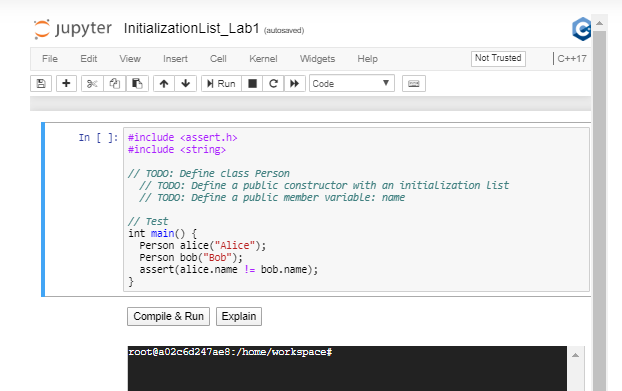 jupyter InitializationList_Lab1 (autosaved)
File Edit View Insert Cell Kernel Widgets Help Not Trusted C++17
Run Code
In [ ]: #include <assert.h>
#include <string>
// TODO: Define class Person
// TODO: Define a public constructor with an initialization list
// TODO: Define a public member variable: name
// Test
int main() {
Person alice("Alice");
Person bob("Bob");
assert(alice.name != bob.name);
}
Compile & Run Explain
root@a02c6d247ae8:/home/workspace#